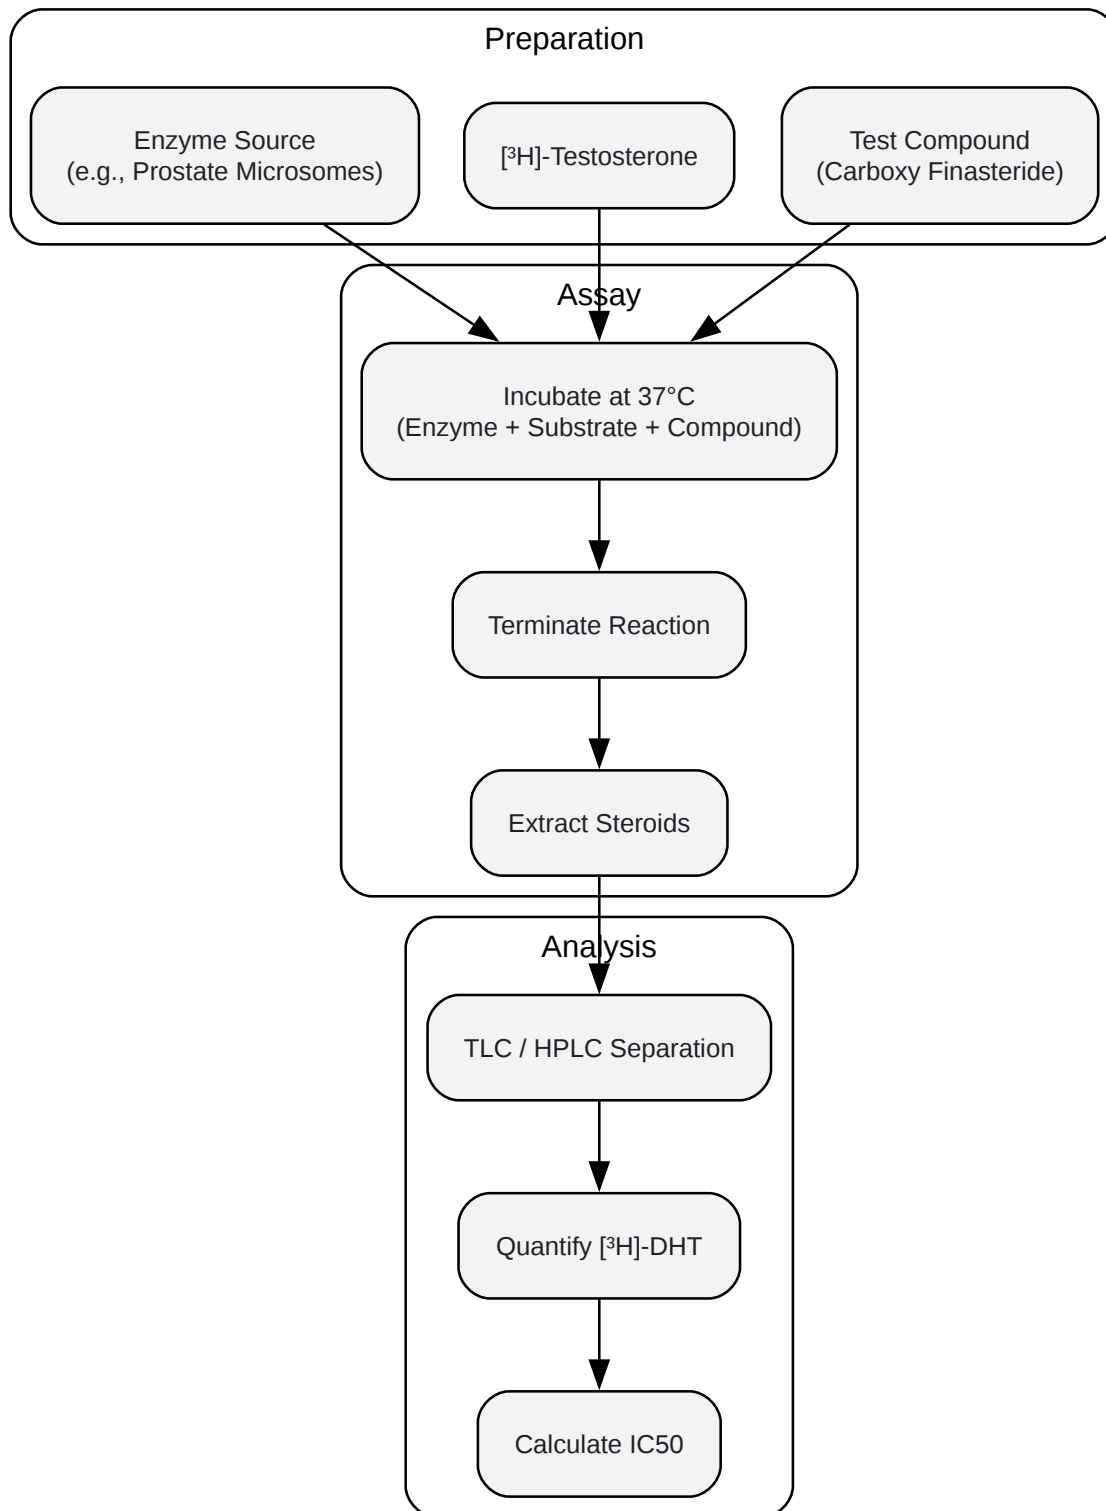 Preparation
Enzyme Source
(e.g., Prostate Microsomes)
[³H]-Testosterone
Test Compound
(Carboxy Finasteride)
Assay
Incubate at 37°C
(Enzyme + Substrate + Compound)
Terminate Reaction
Extract Steroids
Analysis
TLC / HPLC Separation
Quantify [³H]-DHT
Calculate IC50